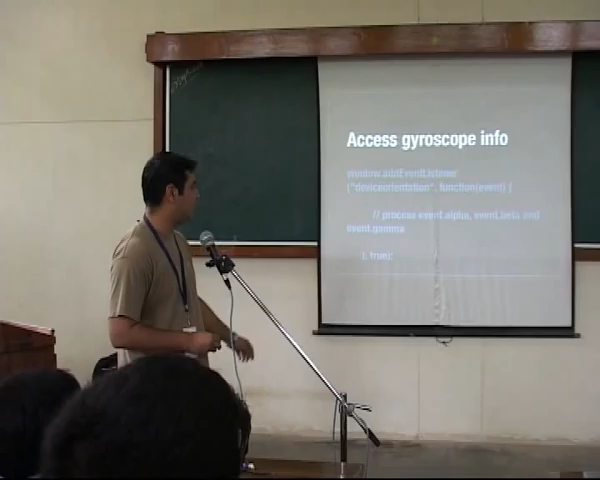 Access gyroscope info
window.addEventListener
("deviceorientation", function(event) {
// process event.alpha, event.beta and
event.gamma
}, true);